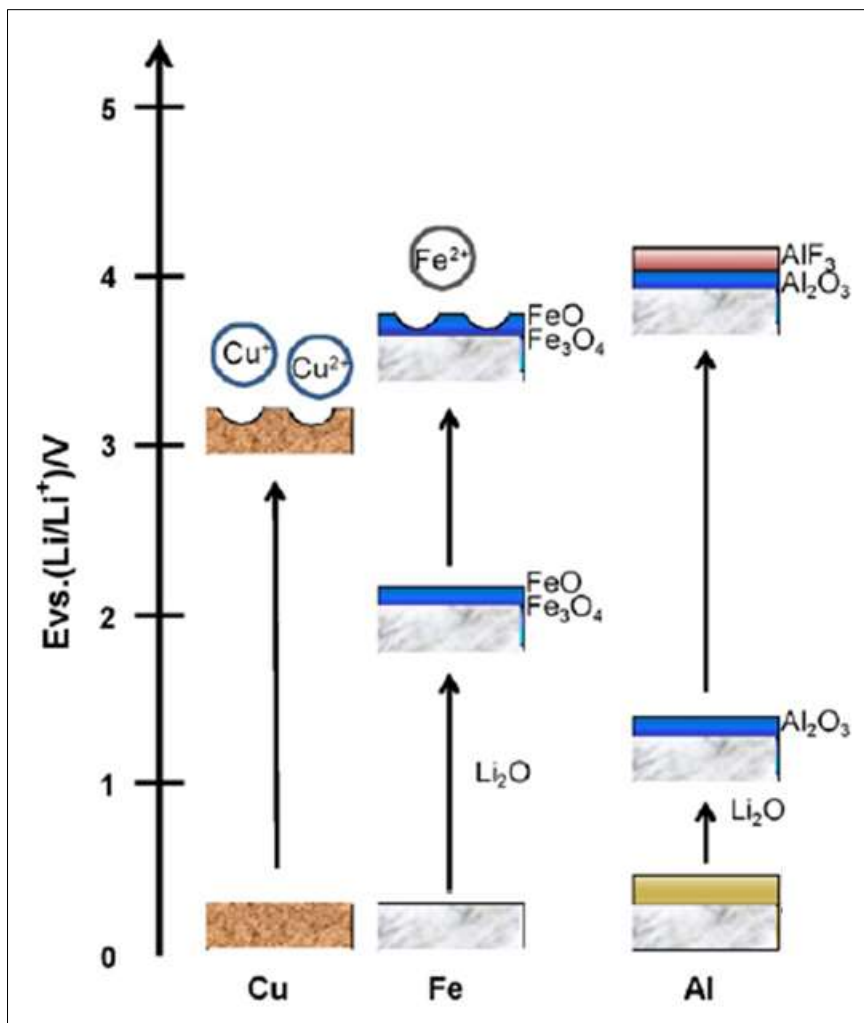 Evs.(Li/Li⁺)/V
5
4
3
2
1
0
Cu⁺
Cu²⁺
Fe²⁺
FeO
Fe₃O₄
FeO
Fe₃O₄
Li₂O
AlF₃
Al₂O₃
Al₂O₃
Li₂O
Cu
Fe
Al